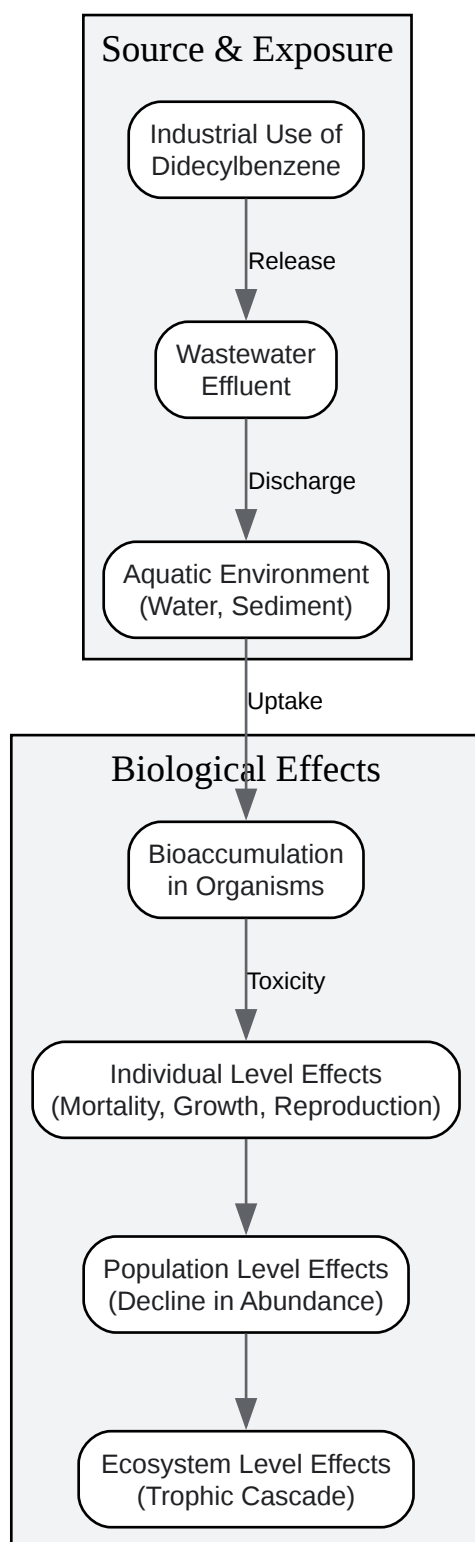 Source & Exposure
Industrial Use of
Didecylbenzene
Release
Wastewater
Effluent
Discharge
Aquatic Environment
(Water, Sediment)
Uptake
Biological Effects
Bioaccumulation
in Organisms
Toxicity
Individual Level Effects
(Mortality, Growth, Reproduction)
Population Level Effects
(Decline in Abundance)
Ecosystem Level Effects
(Trophic Cascade)